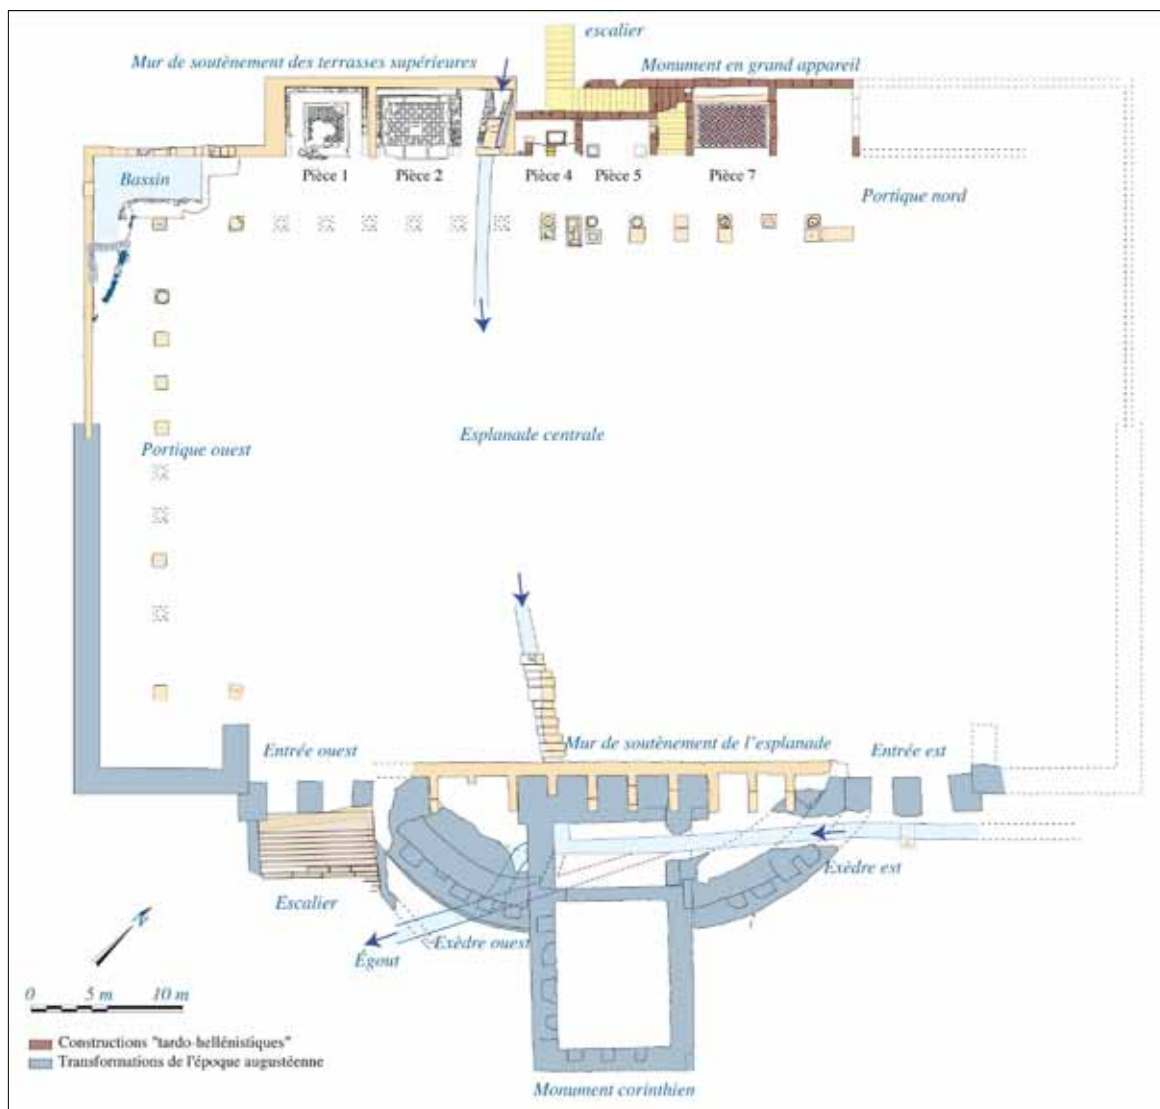 escalier
Mur de soutènement des terrasses supérieures
Monument en grand appareil
Bassin
Pièce 1
Pièce 2
Pièce 4
Pièce 5
Pièce 7
Portique nord
Esplanade centrale
Portique ouest
Entrée ouest
Mur de soutènement de l'esplanade
Entrée est
Exèdre est
Escalier
Exèdre ouest
Égout
N
0 5 m 10 m
Constructions "tardo-hellénistiques"
Transformations de l'époque augustéenne
Monument corinthien